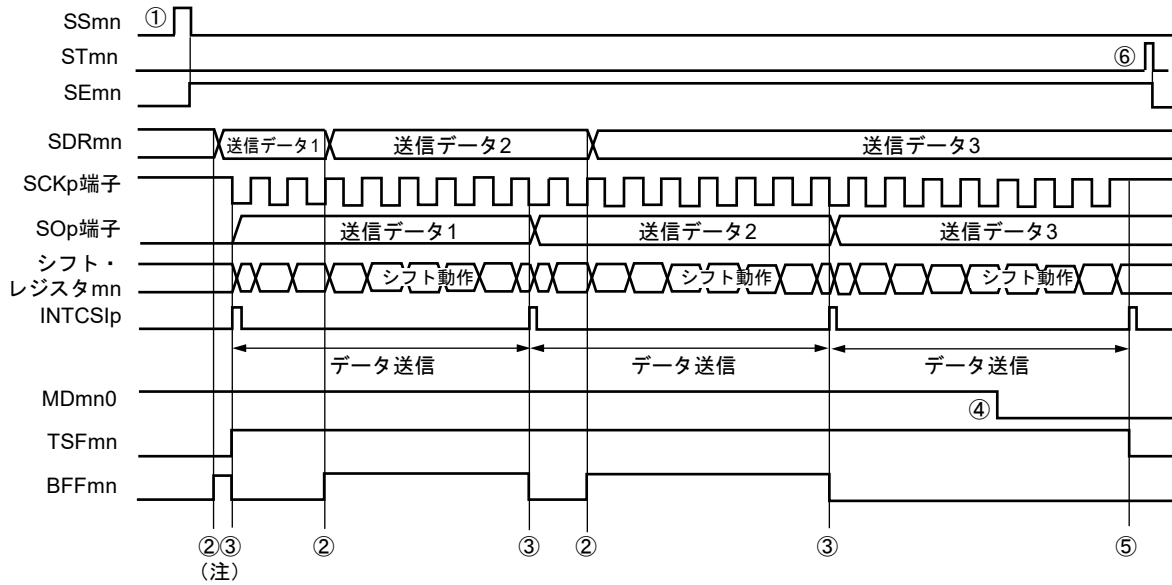 SSmn ①
STmn ⑥
SEmn
SDRmn 送信データ1 送信データ2 送信データ3
SCKp端子
SOp端子 送信データ1 送信データ2 送信データ3
シフト・
レジスタmn シフト動作 シフト動作 シフト動作
INTCSIp
データ送信 データ送信 データ送信
MDmn0 ④
TSFmn
BFFmn
②③ ② ③ ② ③ ⑤
（注）